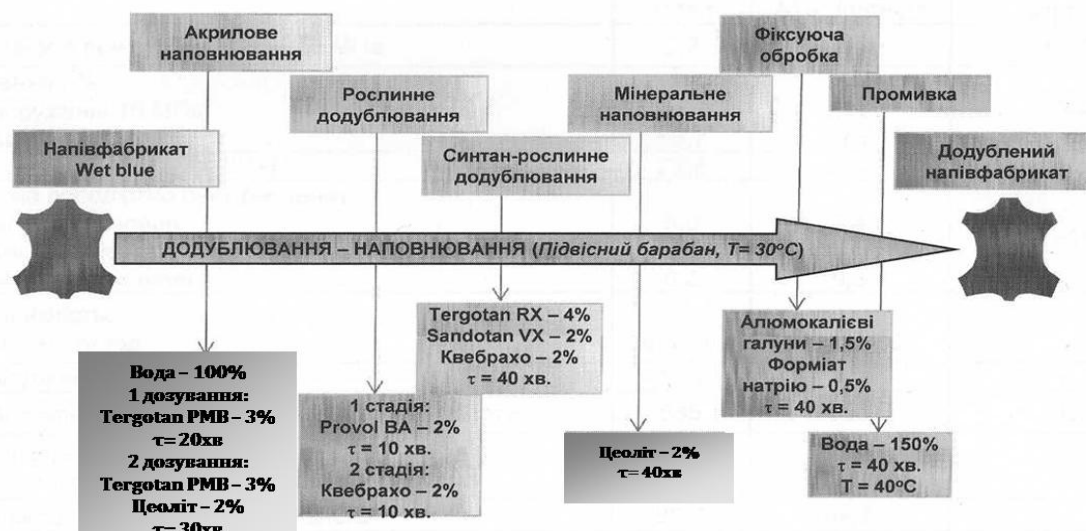 Акрилове
наповнювання
Фіксуюча
обробка
Рослинне
додублювання
Мінеральне
наповнювання
Промивка
Напівфабрикат
Wet blue
Синтан-рослинне
додублювання
Додублений
напівфабрикат
ДОДУБЛЮВАННЯ – НАПОВНЮВАННЯ (Підвісний барабан, Т= 30°С)
Вода – 100%
1 дозування:
Tergotan PMB – 3%
τ= 20хв
2 дозування:
Tergotan PMB – 3%
Цеоліт – 2%
τ= 30хв
1 стадія:
Provol BA – 2%
τ = 10 хв.
2 стадія:
Квебрахо – 2%
τ = 10 хв.
Tergotan RX – 4%
Sandotan VX – 2%
Квебрахо – 2%
τ = 40 хв.
Цеоліт – 2%
τ= 40хв
Алюмокалієві
галуни – 1,5%
Форміат
натрію – 0,5%
τ = 40 хв.
Вода – 150%
τ = 40 хв.
Т = 40°С